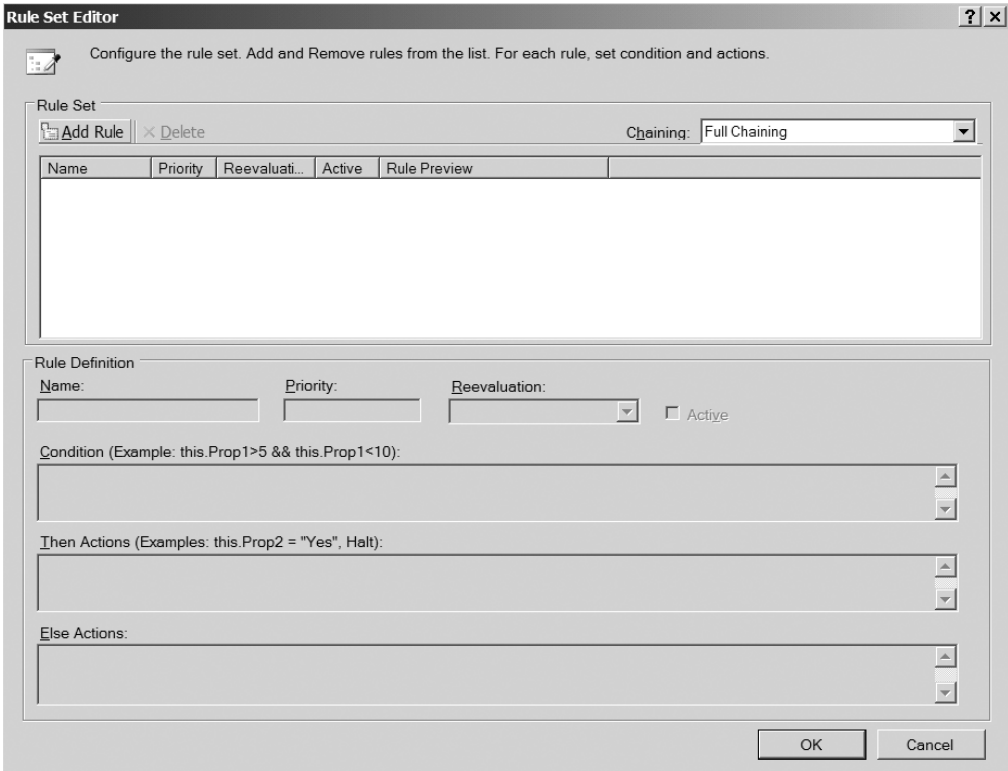 Rule Set Editor
Configure the rule set. Add and Remove rules from the list. For each rule, set condition and actions.
Rule Set
Add Rule Delete Chaining: Full Chaining
Name Priority Reevaluati... Active Rule Preview
Rule Definition
Name: Priority: Reevaluation:
Active
Condition (Example: this.Prop1>5 && this.Prop1<10):
Then Actions (Examples: this.Prop2 = "Yes", Halt):
Else Actions:
OK Cancel